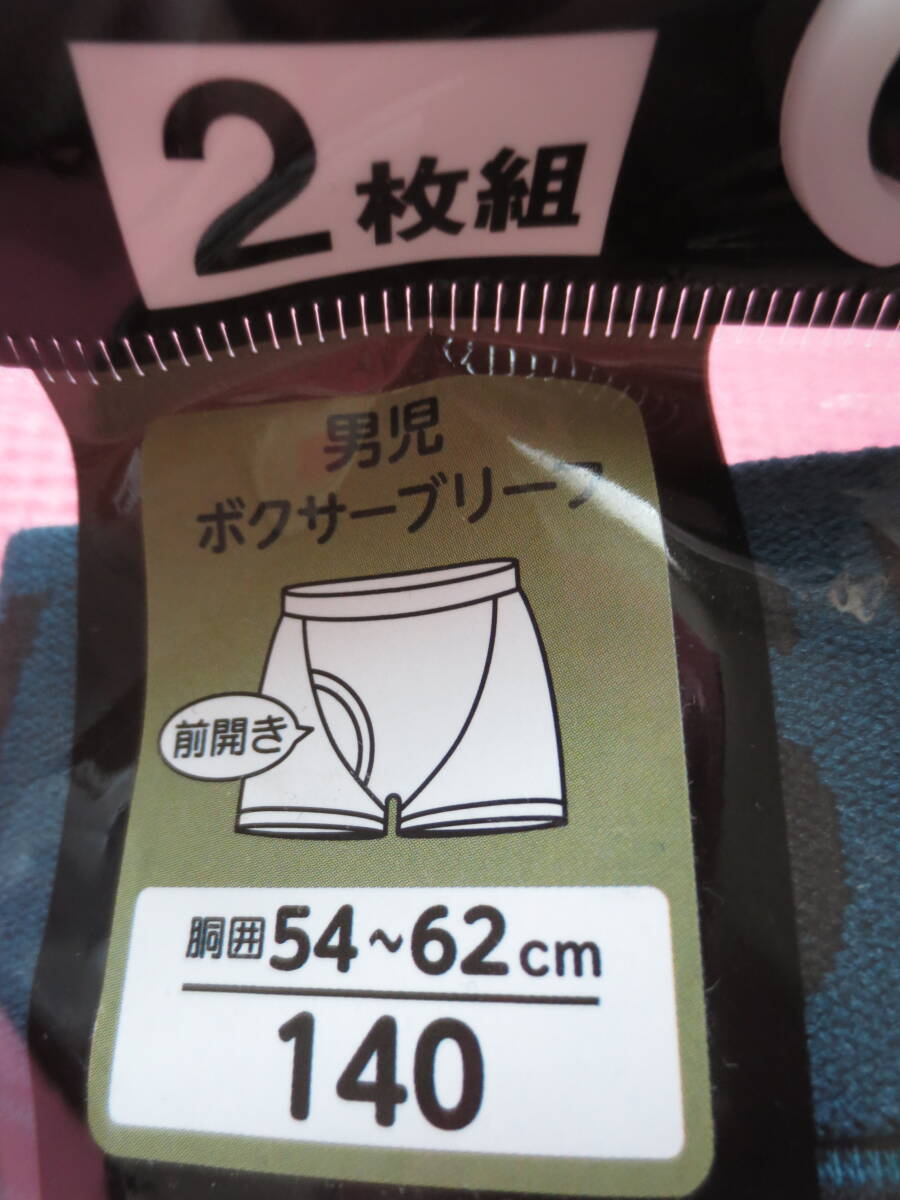 2枚組
男児
ボクサーブリーフ
前開き
胴囲54~62cm
140